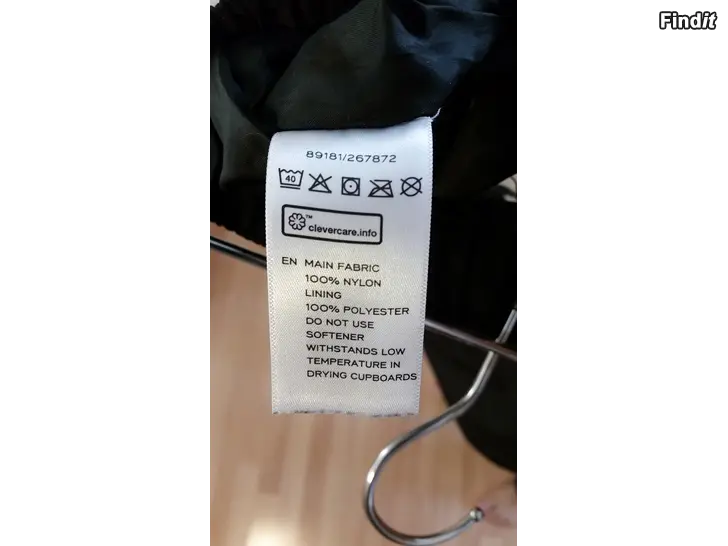 Findit
89181/267872
40
™
clevercare.info
EN MAIN FABRIC
100% NYLON
LINING
100% POLYESTER
DO NOT USE
SOFTENER
WITHSTANDS LOW
TEMPERATURE IN
DRYING CUPBOARDS